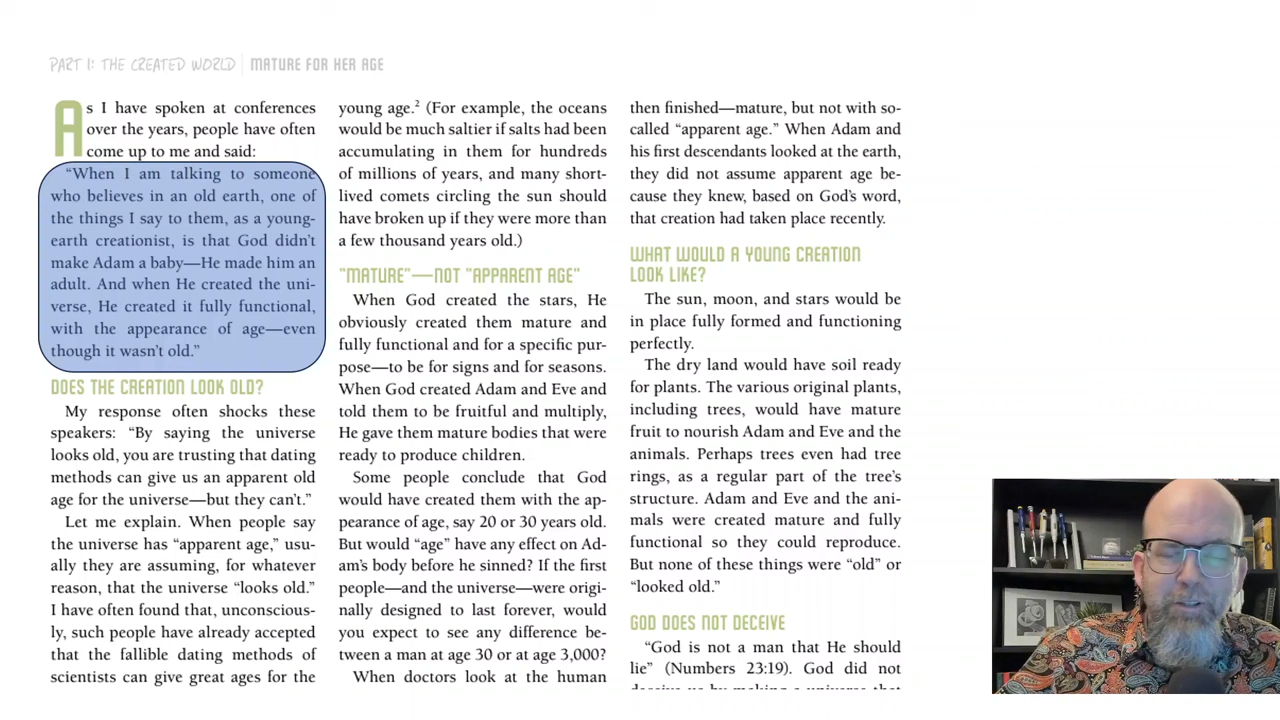 PART 1: THE CREATED WORLD | MATURE FOR HER AGE
As I have spoken at conferences
over the years, people have often
come up to me and said:
“When I am talking to someone
who believes in an old earth, one of
the things I say to them, as a young-
earth creationist, is that God didn’t
make Adam a baby—He made him an
adult. And when He created the uni-
verse, He created it fully functional,
with the appearance of age—even
though it wasn’t old.”
DOES THE CREATION LOOK OLD?
My response often shocks these
speakers: “By saying the universe
looks old, you are trusting that dating
methods can give us an apparent old
age for the universe—but they can’t.”
Let me explain. When people say
the universe has “apparent age,” usu-
ally they are assuming, for whatever
reason, that the universe “looks old.”
I have often found that, unconscious-
ly, such people have already accepted
that the fallible dating methods of
scientists can give great ages for the
young age.² (For example, the oceans
would be much saltier if salts had been
accumulating in them for hundreds
of millions of years, and many short-
lived comets circling the sun should
have broken up if they were more than
a few thousand years old.)
"MATURE"—NOT "APPARENT AGE"
When God created the stars, He
obviously created them mature and
fully functional and for a specific pur-
pose—to be for signs and for seasons.
When God created Adam and Eve and
told them to be fruitful and multiply,
He gave them mature bodies that were
ready to produce children.
Some people conclude that God
would have created them with the ap-
pearance of age, say 20 or 30 years old.
But would “age” have any effect on Ad-
am’s body before he sinned? If the first
people—and the universe—were origi-
nally designed to last forever, would
you expect to see any difference be-
tween a man at age 30 or at age 3,000?
When doctors look at the human
then finished—mature, but not with so-
called “apparent age.” When Adam and
his first descendants looked at the earth,
they did not assume apparent age be-
cause they knew, based on God’s word,
that creation had taken place recently.
WHAT WOULD A YOUNG CREATION
LOOK LIKE?
The sun, moon, and stars would be
in place fully formed and functioning
perfectly.
The dry land would have soil ready
for plants. The various original plants,
including trees, would have mature
fruit to nourish Adam and Eve and the
animals. Perhaps trees even had tree
rings, as a regular part of the tree’s
structure. Adam and Eve and the ani-
mals were created mature and fully
functional so they could reproduce.
But none of these things were “old” or
“looked old.”
GOD DOES NOT DECEIVE
“God is not a man that He should
lie” (Numbers 23:19). God did not